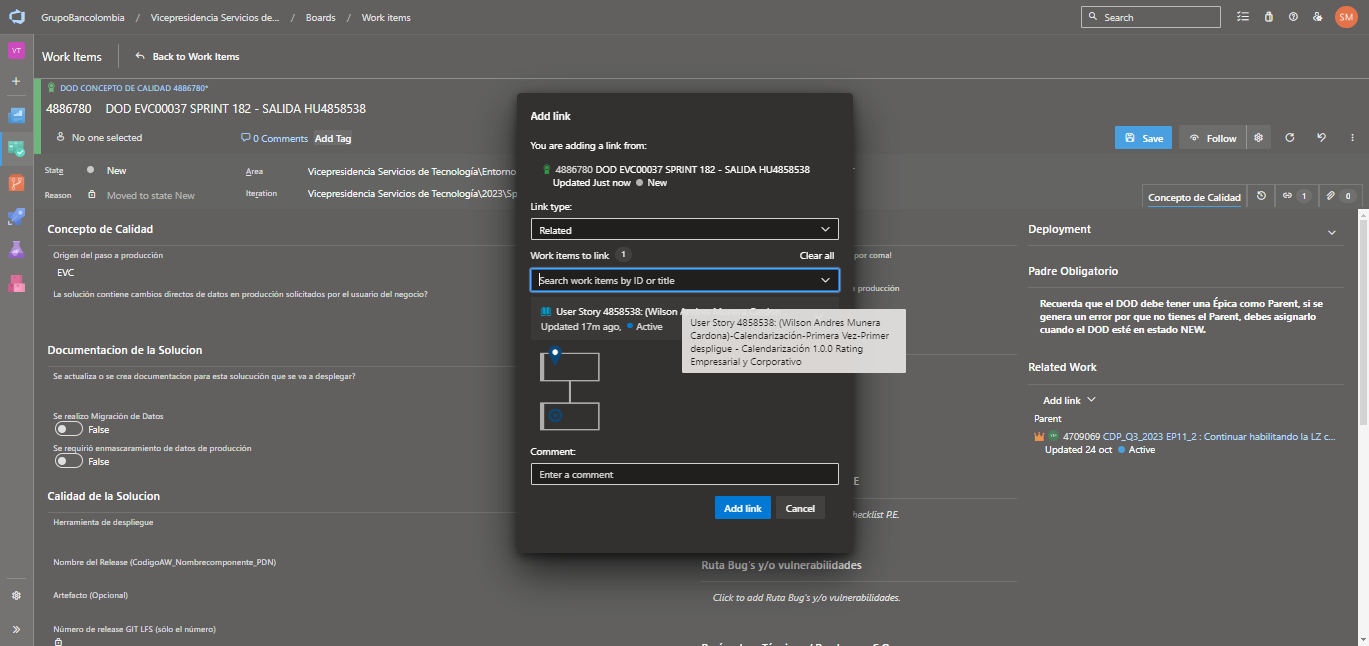 GrupoBancolombia / Vicepresidencia Servicios de... / Boards / Work items
Search
SM
VT
Work Items
Back to Work Items
DOD CONCEPTO DE CALIDAD 4886780*
4886780 DOD EVC00037 SPRINT 182 - SALIDA HU4858538
No one selected
0 Comments
Add Tag
Save
Follow
State
New
Area
Vicepresidencia Servicios de Tecnología\Entorno
Reason
Moved to state New
Iteration
Vicepresidencia Servicios de Tecnología\2023\Sp
Concepto de Calidad
1
0
Concepto de Calidad
Origen del paso a producción
EVC
La solución contiene cambios directos de datos en producción solicitados por el usuario del negocio?
Documentacion de la Solucion
Se actualiza o se crea documentacion para esta solucución que se va a desplegar?
Se realizo Migración de Datos
False
Se requirió enmascaramiento de datos de producción
False
Calidad de la Solucion
Herramienta de despliegue
Nombre del Release (CodigoAW_Nombrecomponente_PDN)
Artefacto (Opcional)
Número de release GIT LFS (sólo el número)
Add link
You are adding a link from:
4886780 DOD EVC00037 SPRINT 182 - SALIDA HU4858538
Updated Just now
New
Link type:
Related
Work items to link 1
Clear all
Search work items by ID or title
User Story 4858538: (Wilson Andres Munera
Updated 17m ago,
Active
User Story 4858538: (Wilson Andres Munera
Cardona)-Calendarización-Primera Vez-Primer
despligue - Calendarización 1.0.0 Rating
Empresarial y Corporativo
Comment:
Enter a comment
Add link
Cancel
por comal
producción
E
hecklist P.E.
Ruta Bug's y/o vulnerabilidades
Click to add Ruta Bug's y/o vulnerabilidades.
Deployment
Padre Obligatorio
Recuerda que el DOD debe tener una Épica como Parent, si se
genera un error por que no tienes el Parent, debes asignarlo
cuando el DOD esté en estado NEW.
Related Work
Add link
Parent
4709069 CDP_Q3_2023 EP11_2 : Continuar habilitando la LZ c...
Updated 24 oct
Active